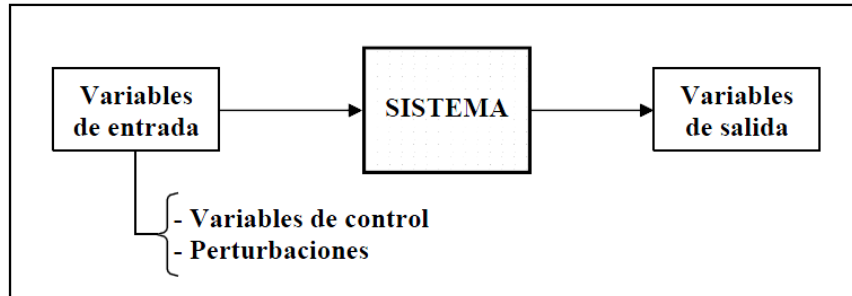 Variables
de entrada
SISTEMA
Variables
de salida
- Variables de control
- Perturbaciones